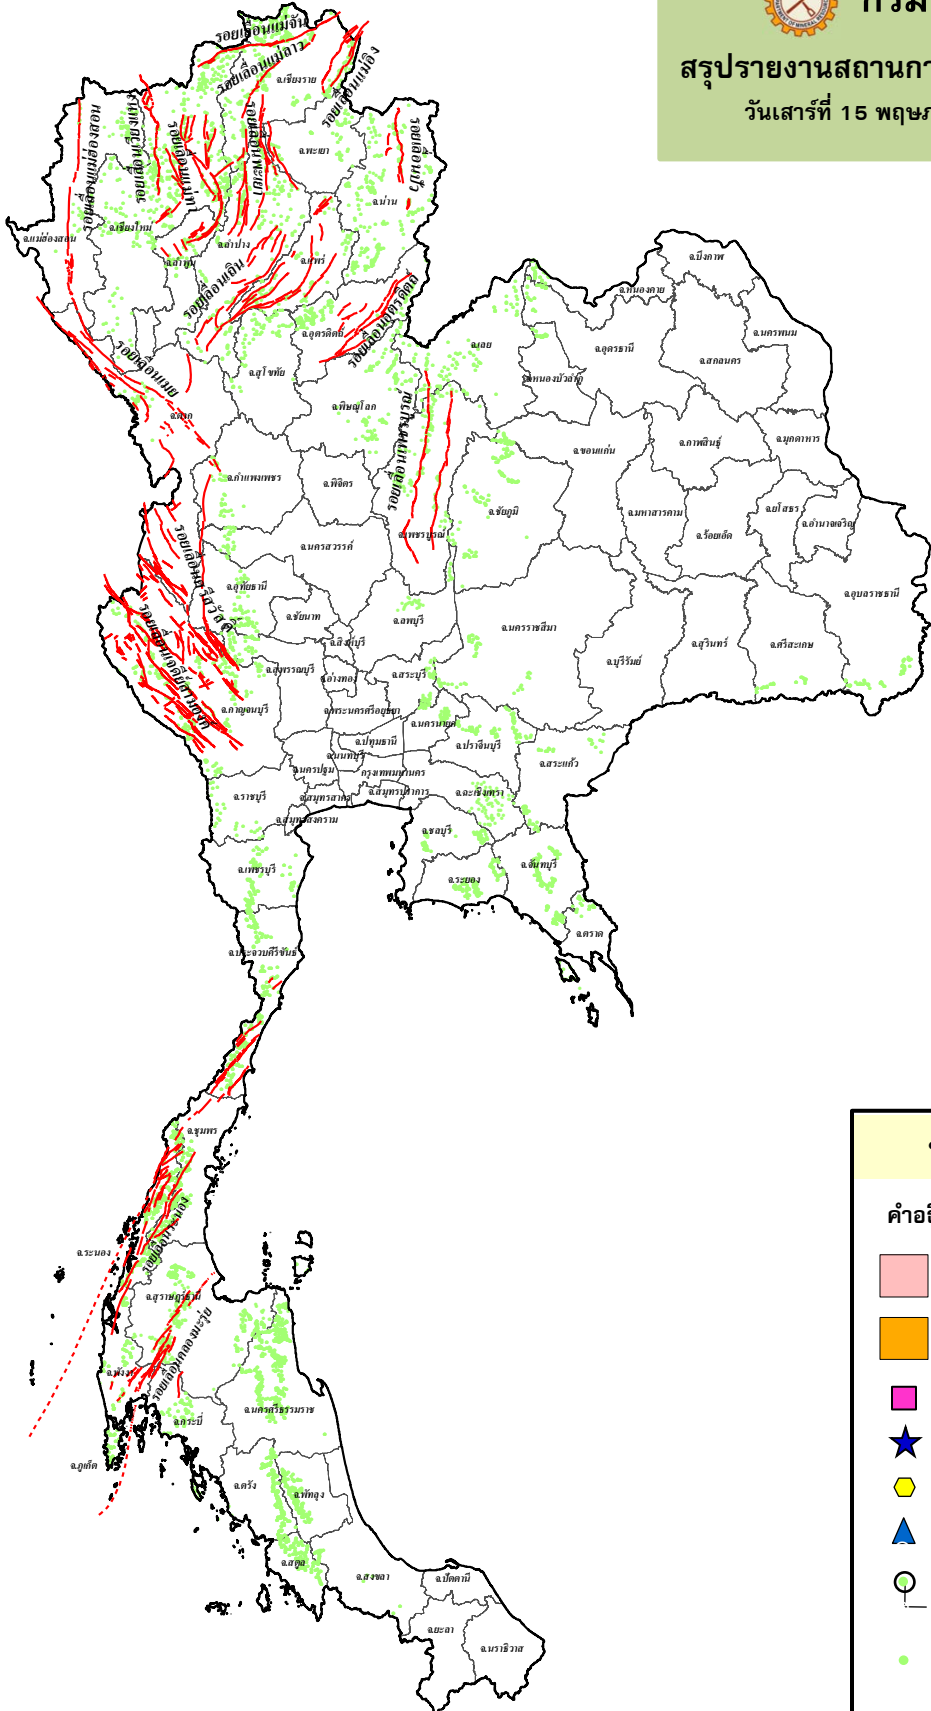 กรม
DEPARTMENT OF MINERAL RESOURCES
สรุปรายงานสถานกา
วันเสาร์ที่ 15 พฤษภ
รอยเลื่อนแม่จัน
รอยเลื่อนแม่ลาว
จ.เชียงราย
รอยเลื่อนแม่อิง
รอยเลื่อนแม่ฮ่องสอน
รอยเลื่อนเวียงแหง
รอยเลื่อนแม่ทา
รอยเลื่อนพะเยา
จ.พะเยา
รอยเลื่อนปัว
จ.น่าน
จ.แม่ฮ่องสอน
จ.เชียงใหม่
จ.ลำปาง
จ.ลำพูน
จ.แพร่
รอยเลื่อนเถิน
รอยเลื่อนอุตรดิตถ์
จ.อุตรดิตถ์
จ.บึงกาฬ
จ.หนองคาย
จ.เลย
จ.อุดรธานี
จ.นครพนม
จ.สกลนคร
จ.หนองบัวลำภู
จ.สุโขทัย
รอยเลื่อนเมย
จ.ตาก
จ.พิษณุโลก
รอยเลื่อนเพชรบูรณ์
จ.ขอนแก่น
จ.กาฬสินธุ์
จ.มุกดาหาร
จ.กำแพงเพชร
จ.พิจิตร
จ.เพชรบูรณ์
จ.ชัยภูมิ
จ.มหาสารคาม
จ.ร้อยเอ็ด
จ.ยโสธร
จ.อำนาจเจริญ
จ.นครสวรรค์
รอยเลื่อนศรีสวัสดิ์
จ.อุทัยธานี
จ.ชัยนาท
จ.ลพบุรี
จ.นครราชสีมา
จ.บุรีรัมย์
จ.สุรินทร์
จ.ศรีสะเกษ
จ.อุบลราชธานี
รอยเลื่อนเจดีย์สามองค์
จ.สิงห์บุรี
จ.สุพรรณบุรี
จ.อ่างทอง
จ.สระบุรี
จ.กาญจนบุรี
จ.พระนครศรีอยุธยา
จ.นครนายก
จ.ปทุมธานี
จ.ปราจีนบุรี
จ.นนทบุรี
จ.สระแก้ว
จ.นครปฐม
กรุงเทพมหานคร
จ.ราชบุรี
จ.สมุทรสาคร
จ.สมุทรปราการ
จ.ฉะเชิงเทรา
จ.สมุทรสงคราม
จ.ชลบุรี
จ.เพชรบุรี
จ.ระยอง
จ.จันทบุรี
จ.ตราด
จ.ประจวบคีรีขันธ์
จ.ชุมพร
รอยเลื่อนระนอง
จ.ระนอง
จ.สุราษฎร์ธานี
รอยเลื่อนคลองมะรุ่ย
จ.พังงา
จ.กระบี่
จ.นครศรีธรรมราช
จ.ภูเก็ต
จ.ตรัง
จ.พัทลุง
จ.สตูล
จ.สงขลา
จ.ปัตตานี
จ.ยะลา
จ.นราธิวาส